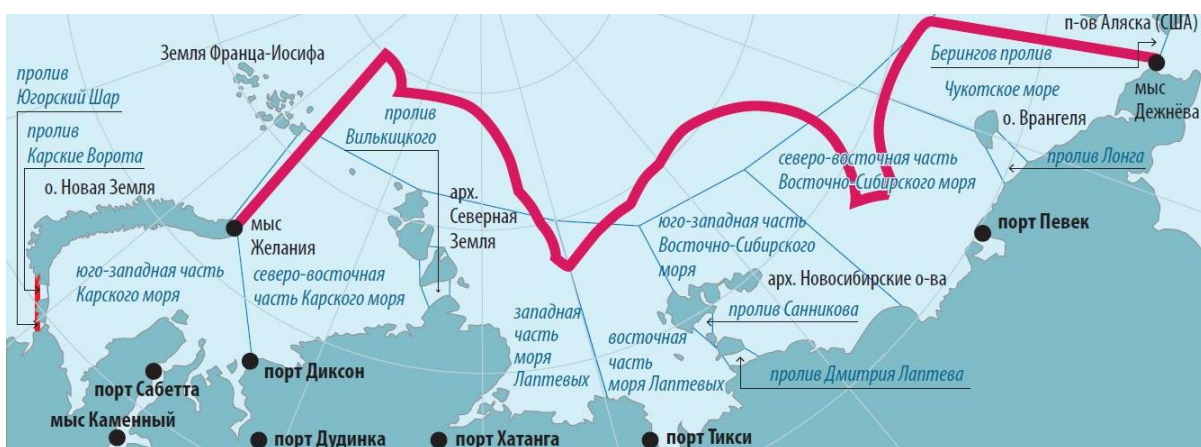 п-ов Аляска (США)
Земля Франца-Иосифа
Берингов пролив
пролив
Югорский Шар
Чукотское море
мыс
Дежнёва
пролив
Вилькицкого
о. Врангеля
пролив
Карские Ворота
северо-восточная часть
Восточно-Сибирского моря
пролив Лонга
о. Новая Земля
арх.
Северная
Земля
мыс
Желания
юго-западная часть
Восточно-Сибирского
моря
порт Певек
юго-западная часть
Карского моря
северо-восточная
часть Карского моря
арх. Новосибирские о-ва
западная
часть
моря
Лаптевых
пролив Санникова
восточная
часть
моря Лаптевых
порт Диксон
пролив Дмитрия Лаптева
порт Сабетта
мыс Каменный
порт Дудинка
порт Хатанга
порт Тикси